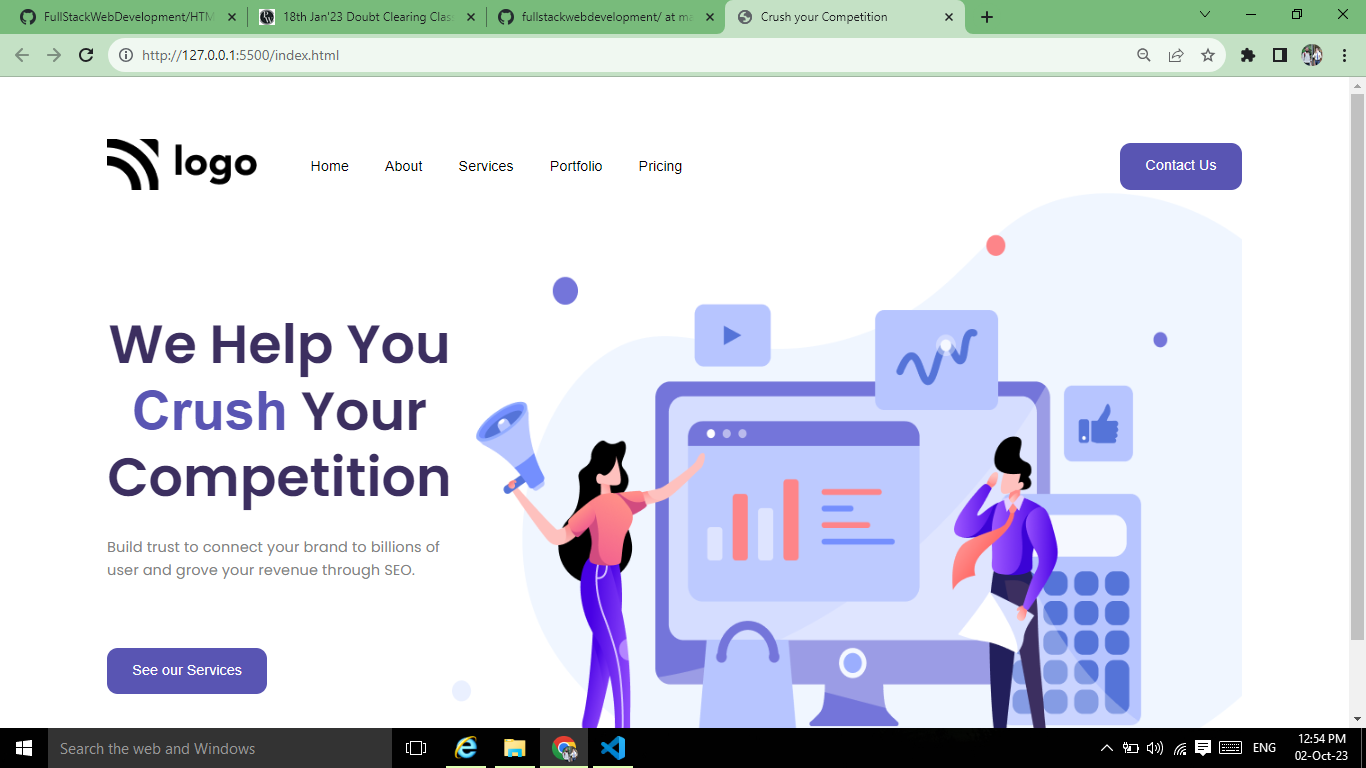 FullStackWebDevelopment/HTM
18th Jan'23 Doubt Clearing Clas
fullstackwebdevelopment/ at ma
Crush your Competition
http://127.0.0.1:5500/index.html
logo
Home
About
Services
Portfolio
Pricing
Contact Us
We Help You
Crush Your
Competition
Build trust to connect your brand to billions of
user and grove your revenue through SEO.
See our Services
Search the web and Windows
ENG
12:54 PM
02-Oct-23